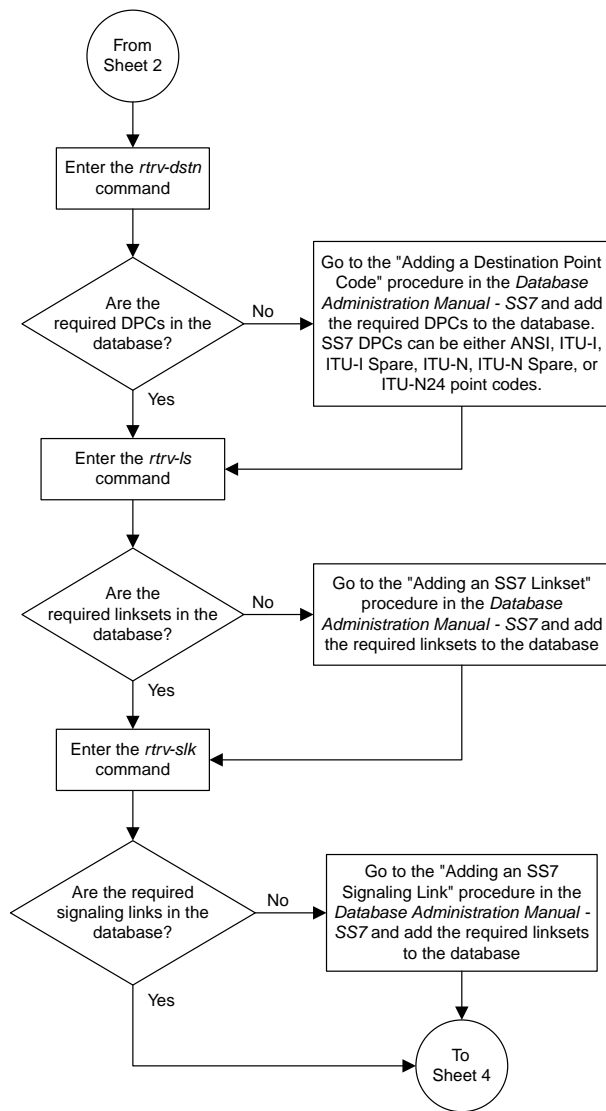 From
Sheet 2
Enter the rtrv-dstn
command
Are the
required DPCs in the
database?
No
Yes
Go to the "Adding a Destination Point
Code" procedure in the Database
Administration Manual - SS7 and add
the required DPCs to the database.
SS7 DPCs can be either ANSI, ITU-I,
ITU-I Spare, ITU-N, ITU-N Spare, or
ITU-N24 point codes.
Enter the rtrv-ls
command
Are the
required linksets in the
database?
No
Yes
Go to the "Adding an SS7 Linkset"
procedure in the Database
Administration Manual - SS7 and add
the required linksets to the database
Enter the rtrv-slk
command
Are the required
signaling links in the
database?
No
Yes
Go to the "Adding an SS7
Signaling Link" procedure in the
Database Administration Manual -
SS7 and add the required linksets
to the database
To
Sheet 4